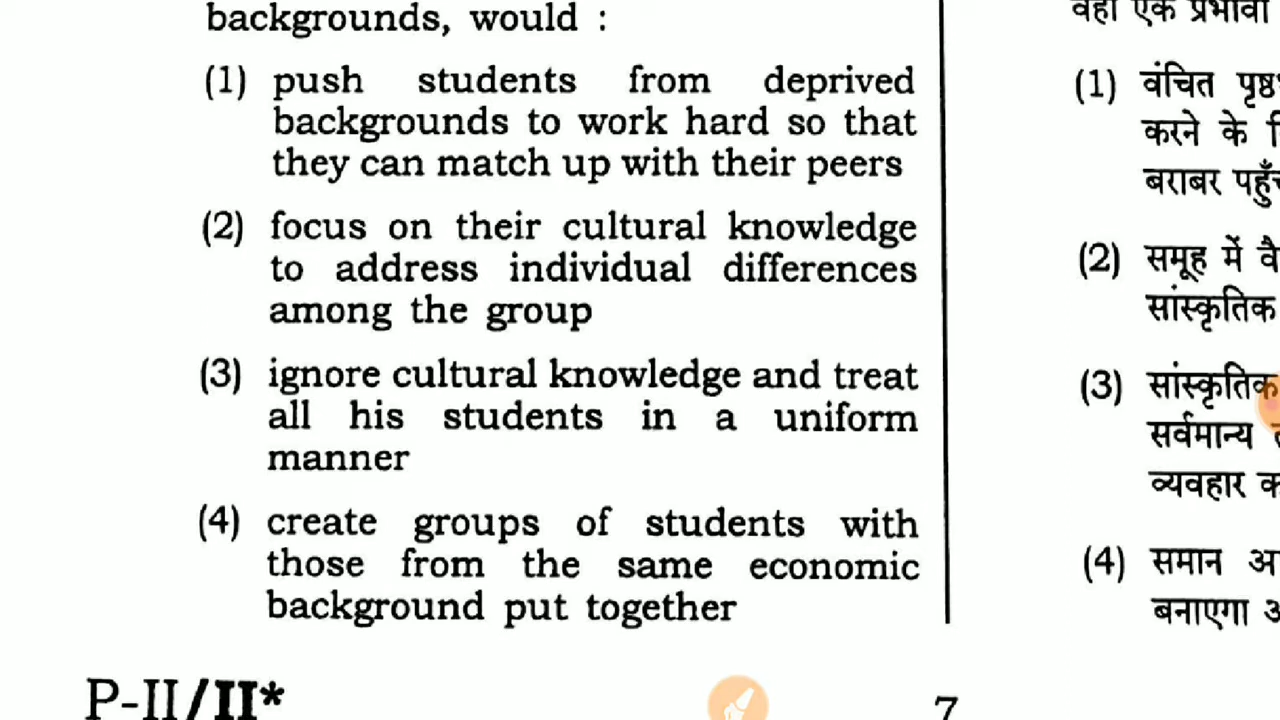 backgrounds, would :
(1) push students from deprived
backgrounds to work hard so that
they can match up with their peers
(2) focus on their cultural knowledge
to address individual differences
among the group
(3) ignore cultural knowledge and treat
all his students in a uniform
manner
(4) create groups of students with
those from the same economic
background put together
P-II/II*
7
वहाँ एक प्रभावी
(1) वंचित
करने के
बराबर
(2) समूह में
सांस्कृतिक
(3) सांस्कृतिक
सर्वमान्य
व्यवहार
(4) समान
बनाएगा